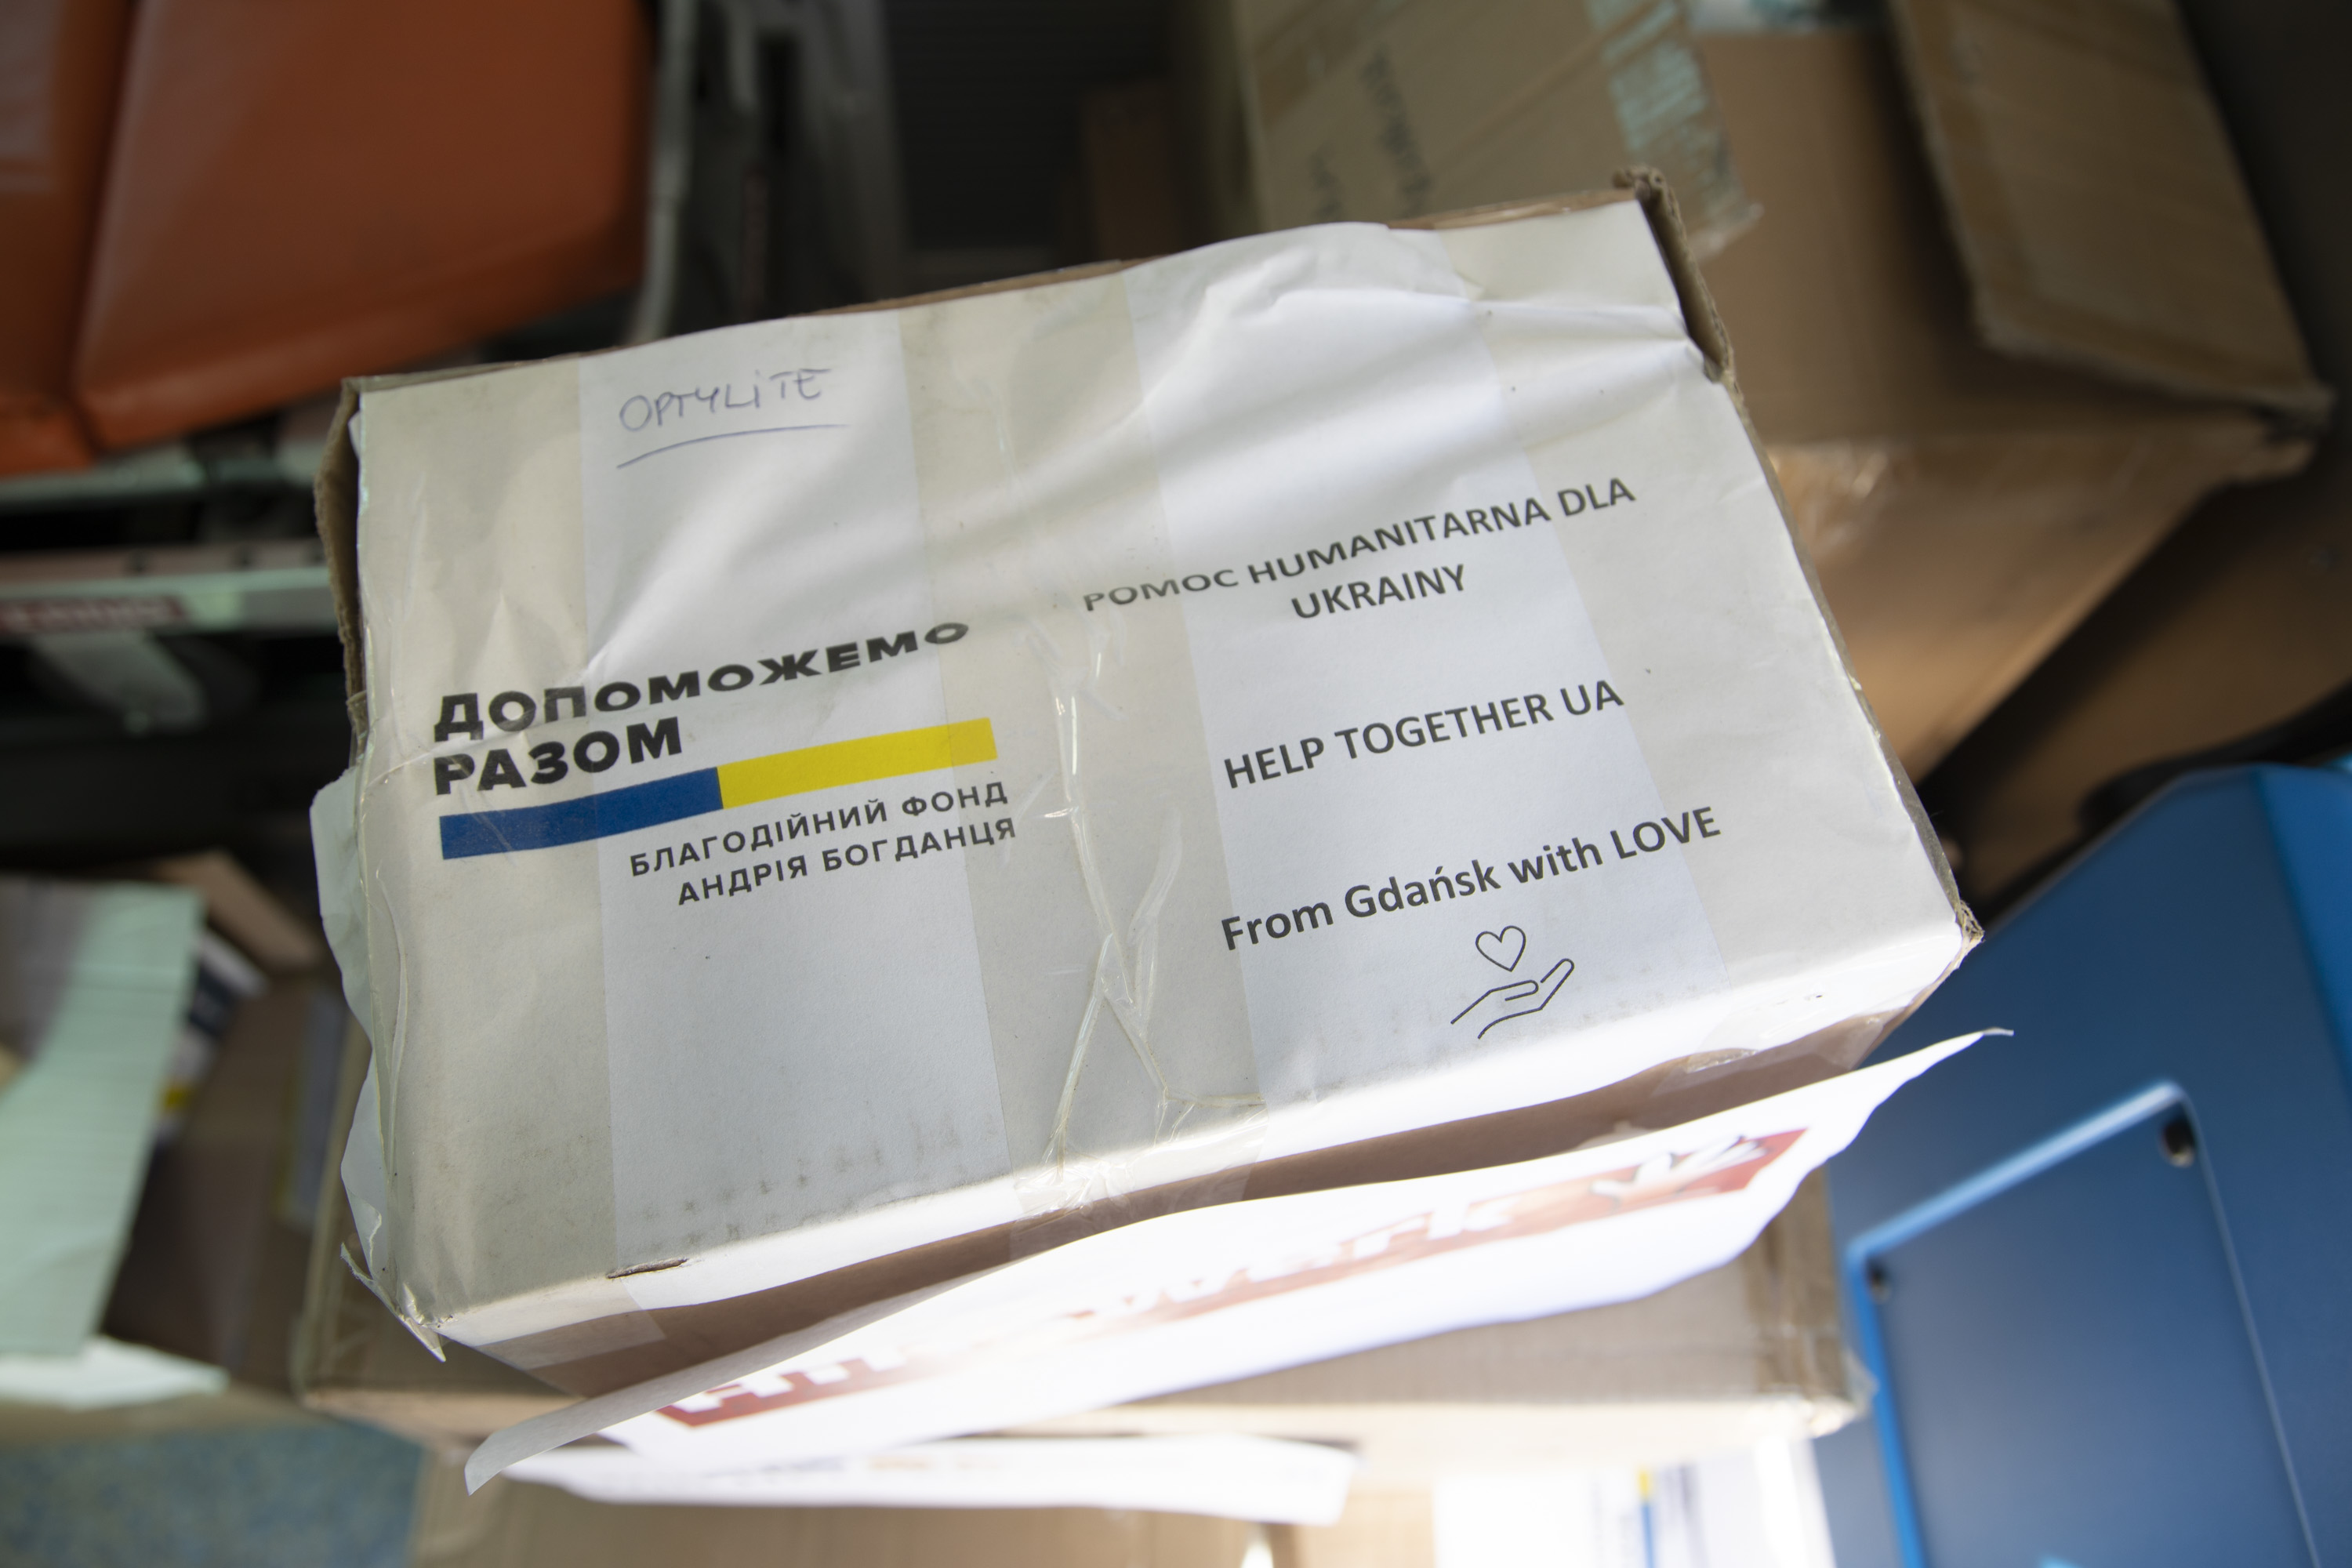 OPTYLITE
ДОПОМОЖЕМО
РАЗОМ
БЛАГОДІЙНИЙ ФОНД
АНДРІЯ БОГДАНЦЯ
POMOC HUMANITARNA DLA
UKRAINY
HELP TOGETHER UA
From Gdańsk with LOVE